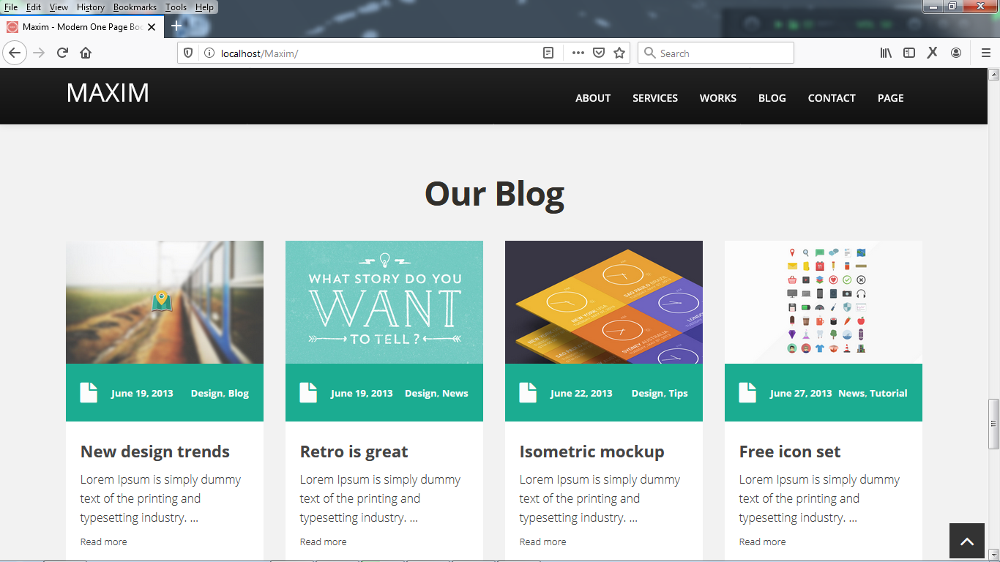 File Edit View History Bookmarks Tools Help
Maxim - Modern One Page Boo
localhost/Maxim/
Search
MAXIM
ABOUT SERVICES WORKS BLOG CONTACT PAGE
Our Blog
WHAT STORY DO YOU
WANT
TO TELL?
SAO PAULO BRAZIL
NEW YORK USA
LONDO
SYDNEY AUSTRALIA
June 19, 2013 Design, Blog
June 19, 2013 Design, News
June 22, 2013 Design, Tips
June 27, 2013 News, Tutorial
New design trends
Lorem Ipsum is simply dummy
text of the printing and
typesetting industry. ...
Read more
Retro is great
Lorem Ipsum is simply dummy
text of the printing and
typesetting industry. ...
Read more
Isometric mockup
Lorem Ipsum is simply dummy
text of the printing and
typesetting industry. ...
Read more
Free icon set
Lorem Ipsum is simply dummy
text of the printing and
typesetting industry. ...
Read more